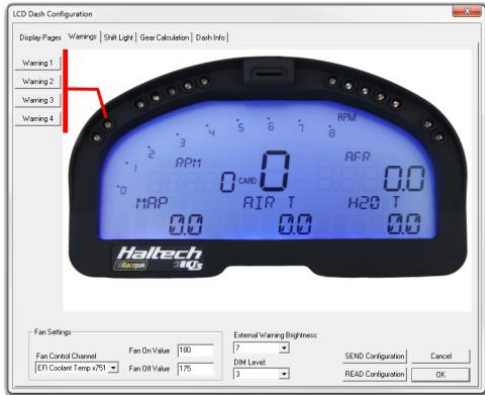 LCD Dash Configuration
Display Pages Warnings Shift Light Gear Calculation Dash Info
Warning 1
Warning 2
Warning 3
Warning 4
0 1 2 3 4 5 6 7 8 RPM
RPM 0 CARD 0 AFR 0.0
MAP AIR T H2O T
0.0 0.0 0.0
Haltech
Racepak IQ3
Fan Settings
Fan Control Channel
EFI Coolant Temp x751
Fan On Value 180
Fan Off Value 175
External Warning Brightness:
7
DIM Level:
3
SEND Configuration Cancel
READ Configuration OK